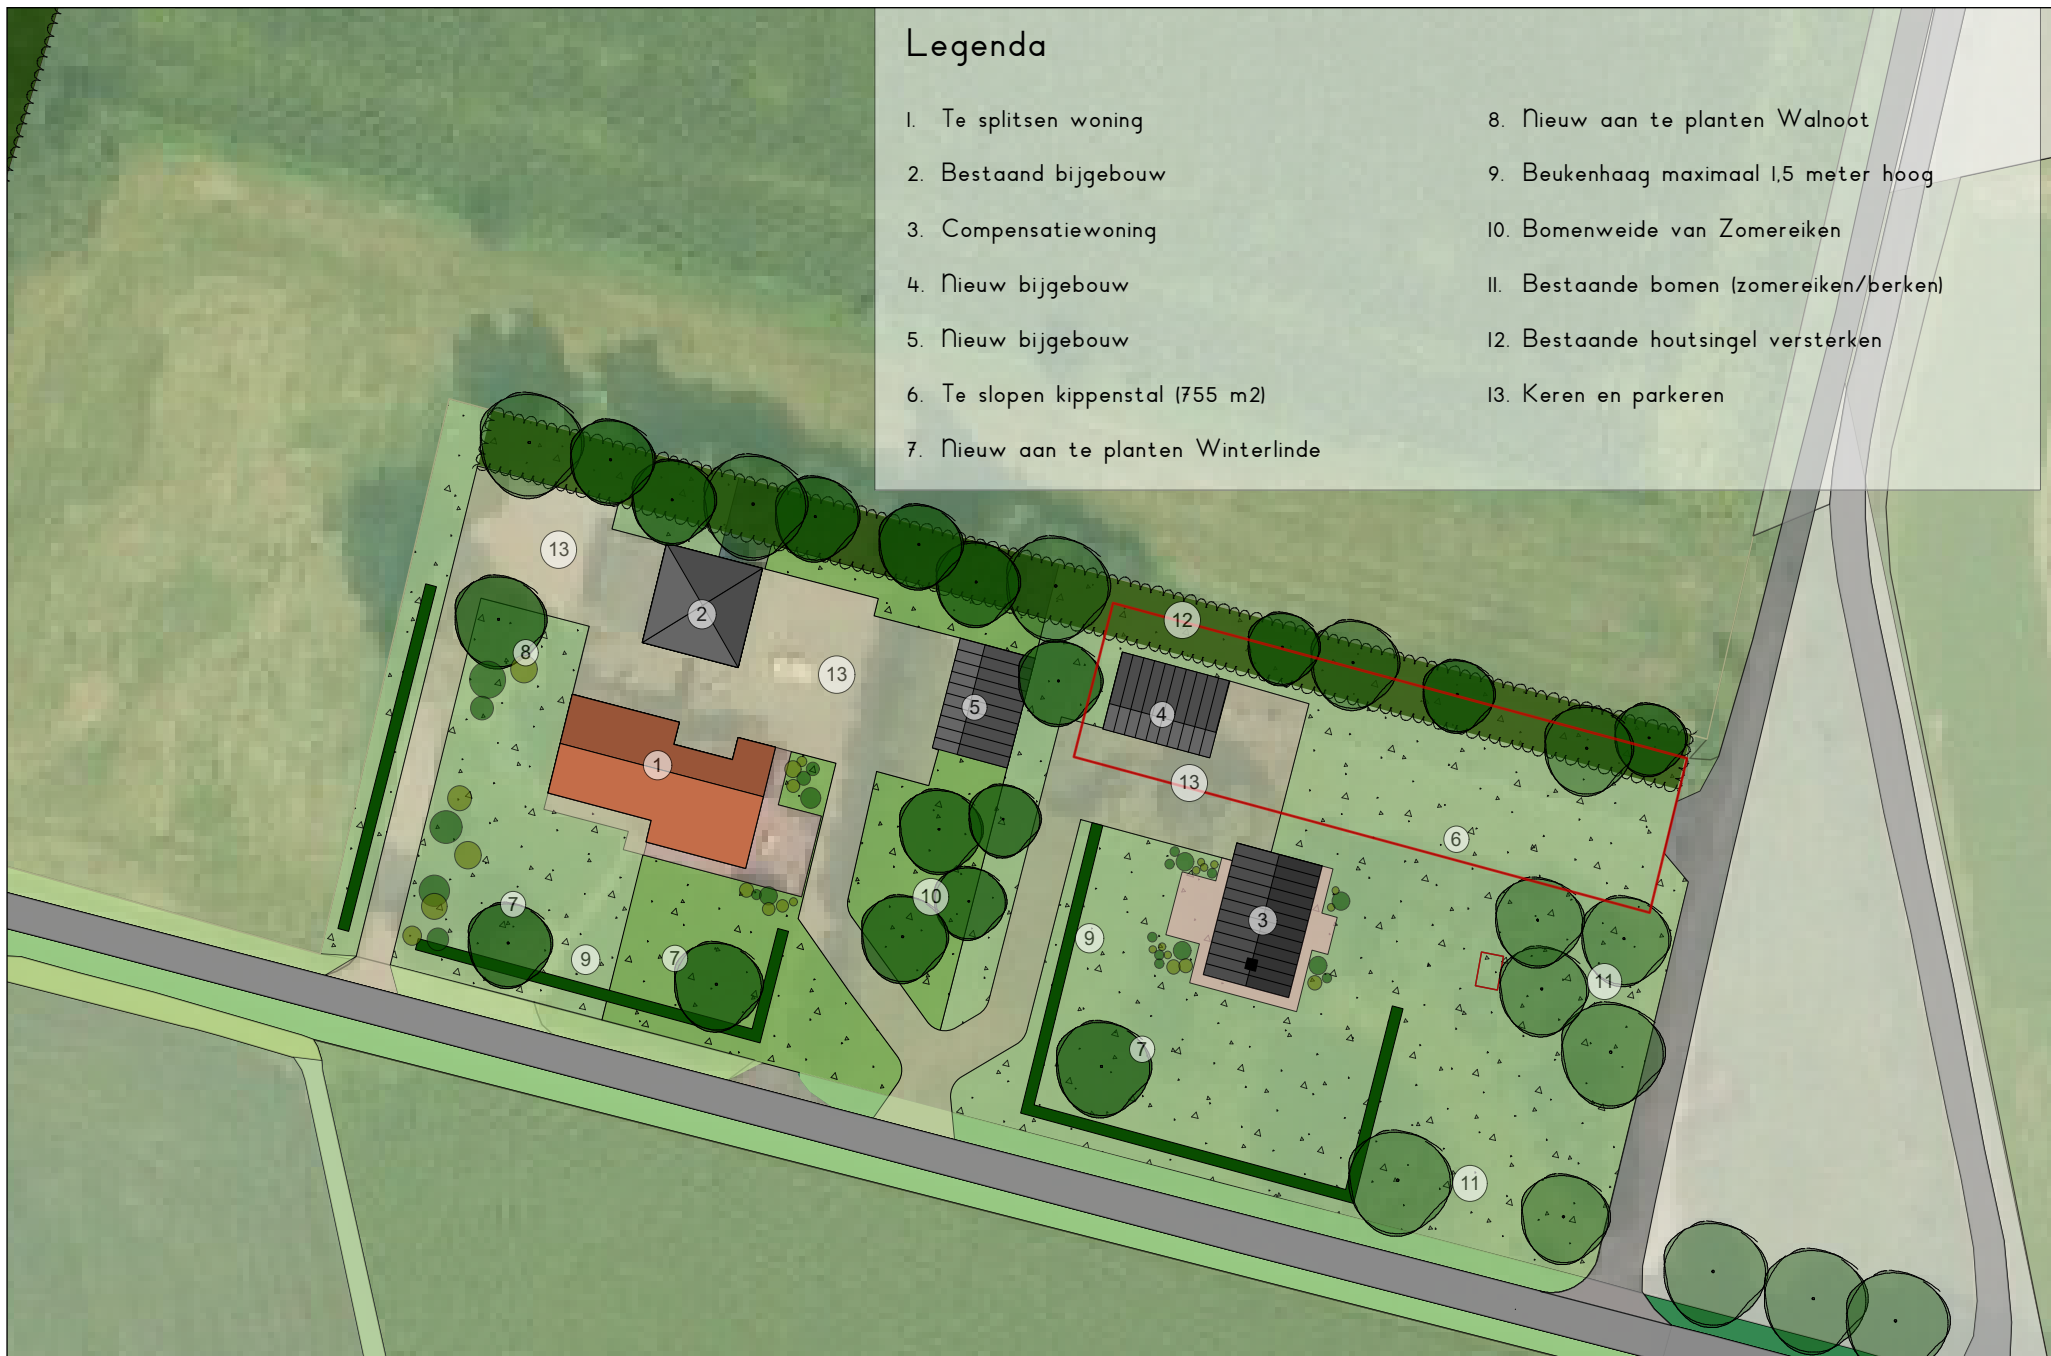 Legenda
1. Te splitsen woning
2. Bestaand bijgebouw
3. Compensatiewoning
4. Nieuw bijgebouw
5. Nieuw bijgebouw
6. Te slopen kippenstal (755 m2)
7. Nieuw aan te planten Winterlinde
8. Nieuw aan te planten Walnoot
9. Beukenhaag maximaal 1,5 meter hoog
10. Bomenweide van Zomereiken
11. Bestaande bomen (zomereiken/berken)
12. Bestaande houtsingel versterken
13. Keren en parkeren
13
2
12
8
13
5
4
1
13
6
7
10
3
9
9
7
11
7
11